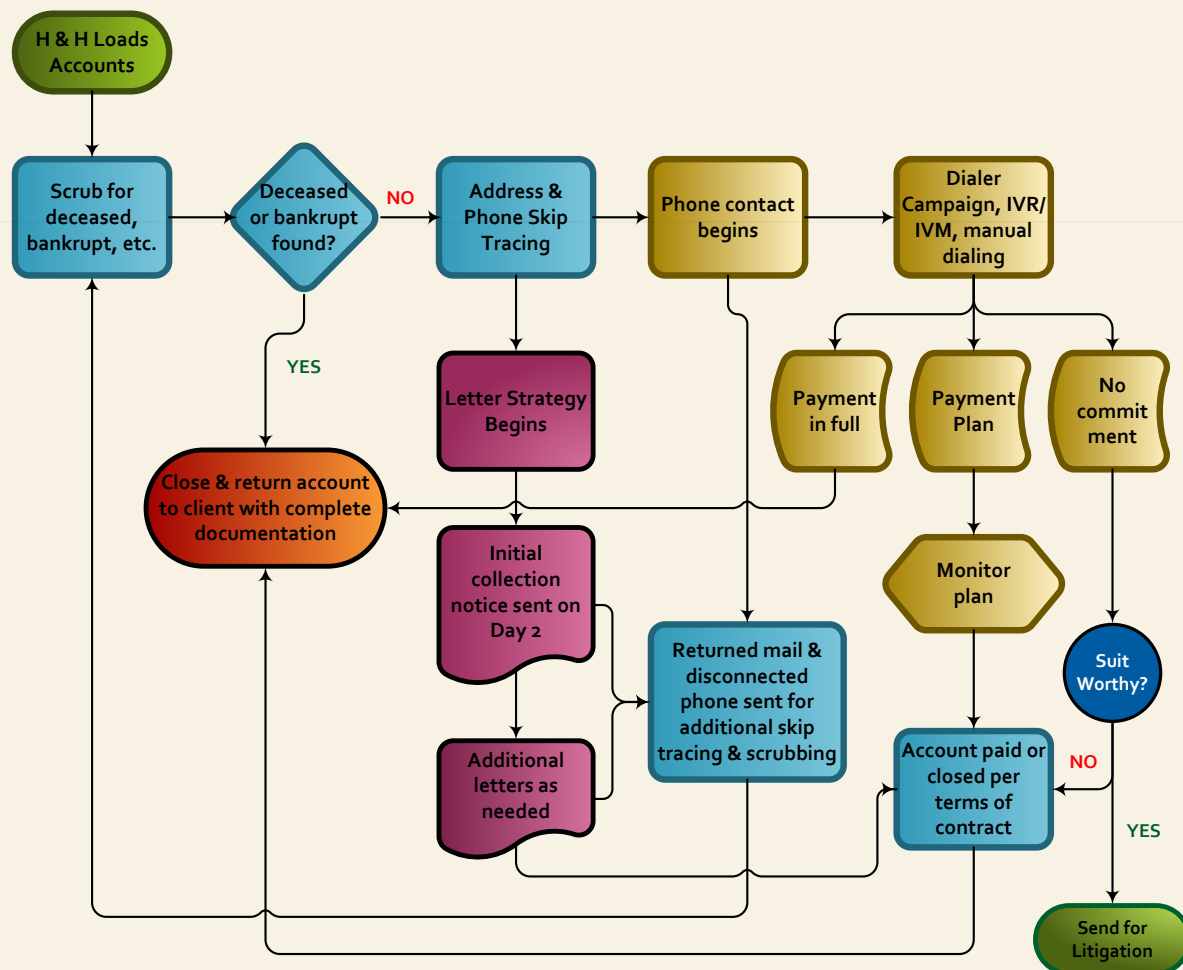 H & H Loads
Accounts
Scrub for
deceased,
bankrupt, etc.
Deceased
or bankrupt
found?
NO
Address &
Phone Skip
Tracing
Phone contact
begins
Dialer
Campaign, IVR/
IVM, manual
dialing
YES
Letter Strategy
Begins
Payment
in full
Payment
Plan
No
commit
ment
Close & return account
to client with complete
documentation
Initial
collection
notice sent on
Day 2
Monitor
plan
Returned mail &
disconnected
phone sent for
additional skip
tracing & scrubbing
Suit
Worthy?
Additional
letters as
needed
Account paid or
closed per
terms of
contract
NO
YES
Send for
Litigation